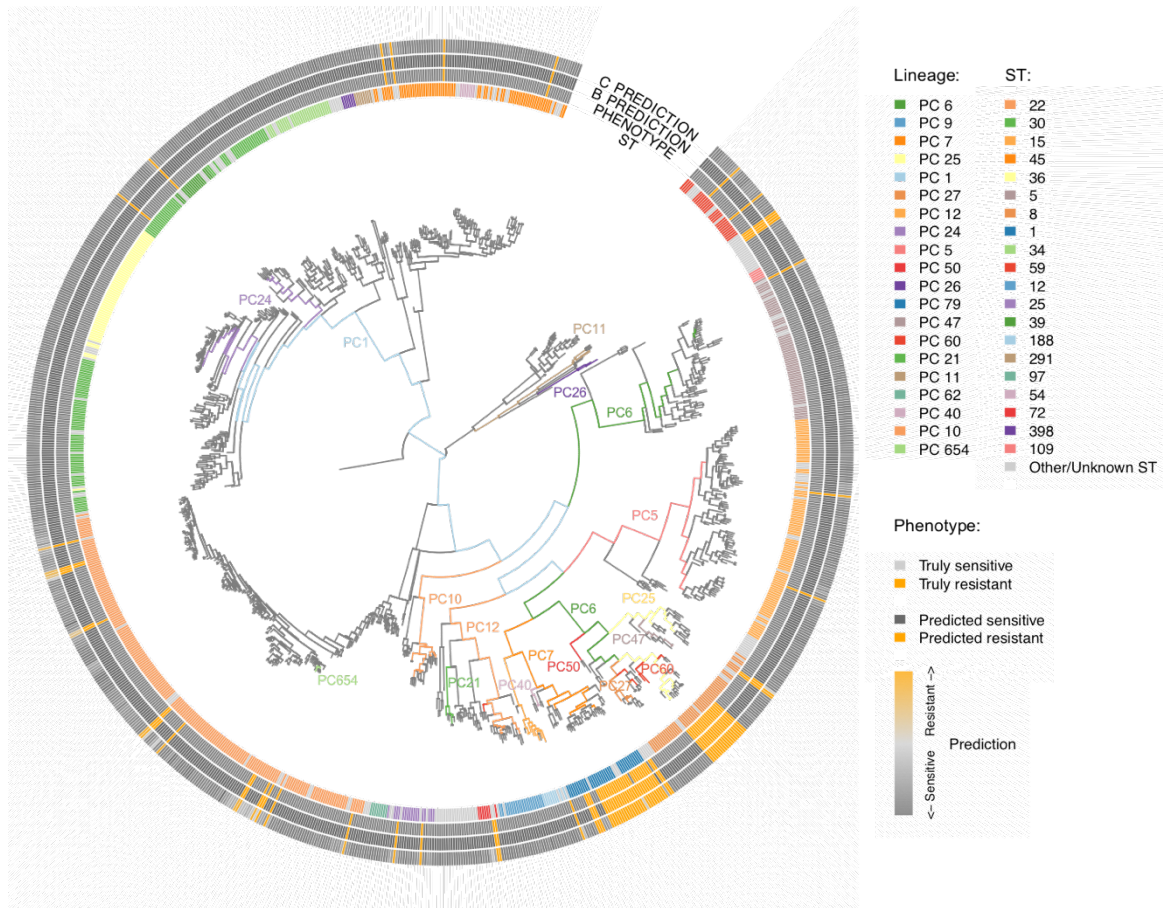 C PREDICTION
B PREDICTION
PHENOTYPE
ST
PC24
PC1
PC11
PC26
PC6
PC5
PC10
PC12
PC6
PC25
PC47
PC7
PC50
PC60
PC27
PC21
PC40
PC654
Lineage:
PC 6
PC 9
PC 7
PC 25
PC 1
PC 27
PC 12
PC 24
PC 5
PC 50
PC 26
PC 79
PC 47
PC 60
PC 21
PC 11
PC 62
PC 40
PC 10
PC 654
ST:
22
30
15
45
36
5
8
1
34
59
12
25
39
188
291
97
54
72
398
109
Other/Unknown ST
Phenotype:
Truly sensitive
Truly resistant
Predicted sensitive
Predicted resistant
<– Sensitive Resistant –>
Prediction